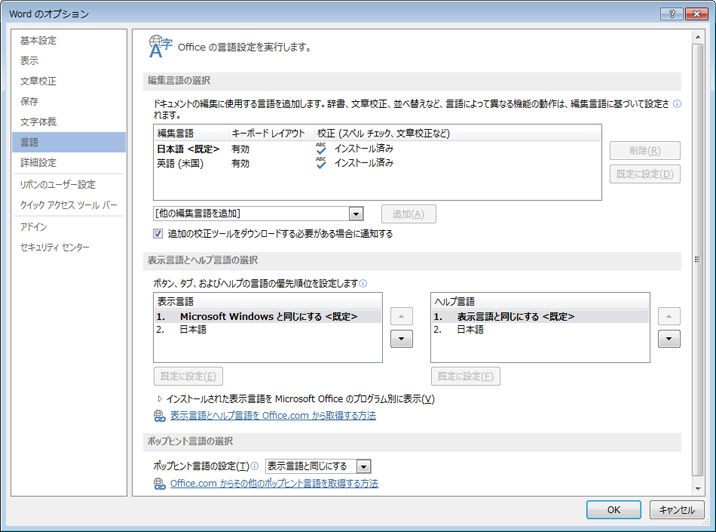 Word のオプション
基本設定
表示
文章校正
保存
文字体裁
言語
詳細設定
リボンのユーザー設定
クイック アクセス ツール バー
アドイン
セキュリティ センター
Office の言語設定を実行します。
編集言語の選択
ドキュメントの編集に使用する言語を追加します。辞書、文章校正、並べ替えなど、言語によって異なる機能の動作は、編集言語に基づいて設定さ
れます。
編集言語 キーボード レイアウト 校正 (スペル チェック、文章校正など)
日本語 <既定> 有効 ABC インストール済み
英語 (米国) 有効 ABC インストール済み
削除(R)
既定に設定(D)
[他の編集言語を追加] 追加(A)
追加の校正ツールをダウンロードする必要がある場合に通知する
表示言語とヘルプ言語の選択
ボタン、タブ、およびヘルプの言語の優先順位を設定します
表示言語
1. Microsoft Windows と同じにする <既定>
2. 日本語
既定に設定(E)
ヘルプ言語
1. 表示言語と同じにする <既定>
2. 日本語
既定に設定(F)
インストールされた表示言語を Microsoft Office のプログラム別に表示(V)
表示言語とヘルプ言語を Office.com から取得する方法
ポップヒント言語の選択
ポップヒント言語の設定(T) 表示言語と同じにする
Office.com からその他のポップヒント言語を取得する方法
OK キャンセル